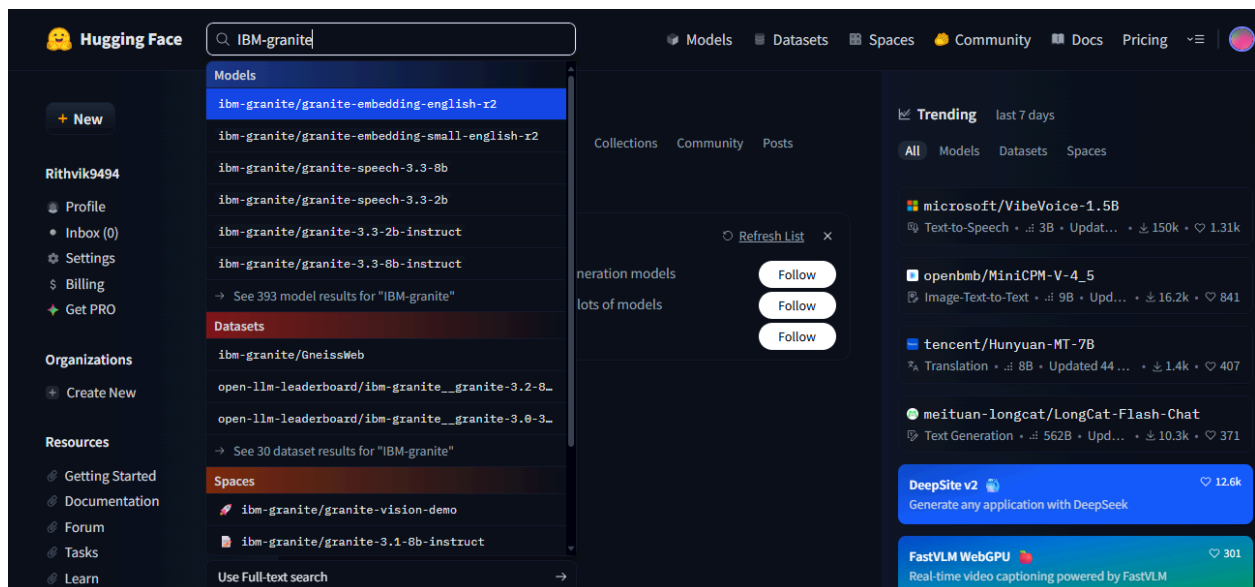 Hugging Face
IBM-granite
Models
Datasets
Spaces
Community
Docs
Pricing
Models
ibm-granite/granite-embedding-english-r2
ibm-granite/granite-embedding-small-english-r2
ibm-granite/granite-speech-3.3-8b
ibm-granite/granite-speech-3.3-2b
ibm-granite/granite-3.3-2b-instruct
ibm-granite/granite-3.3-8b-instruct
→ See 393 model results for "IBM-granite"
Datasets
ibm-granite/GneissWeb
open-llm-leaderboard/ibm-granite__granite-3.2-8…
open-llm-leaderboard/ibm-granite__granite-3.0-3…
→ See 30 dataset results for "IBM-granite"
Spaces
ibm-granite/granite-vision-demo
ibm-granite/granite-3.1-8b-instruct
Use Full-text search →
+ New
Rithvik9494
Profile
Inbox (0)
Settings
$ Billing
Get PRO
Organizations
+ Create New
Resources
Getting Started
Documentation
Forum
Tasks
Learn
Collections Community Posts
Refresh List ×
neration models Follow
lots of models Follow
Follow
Trending last 7 days
All Models Datasets Spaces
microsoft/VibeVoice-1.5B
Text-to-Speech • 3B • Updat… • 150k • 1.31k
openbmb/MiniCPM-V-4_5
Image-Text-to-Text • 9B • Upd… • 16.2k • 841
tencent/Hunyuan-MT-7B
Translation • 8B • Updated 44 … • 1.4k • 407
meituan-longcat/LongCat-Flash-Chat
Text Generation • 562B • Upd… • 10.3k • 371
DeepSite v2 12.6k
Generate any application with DeepSeek
FastVLM WebGPU 301
Real-time video captioning powered by FastVLM